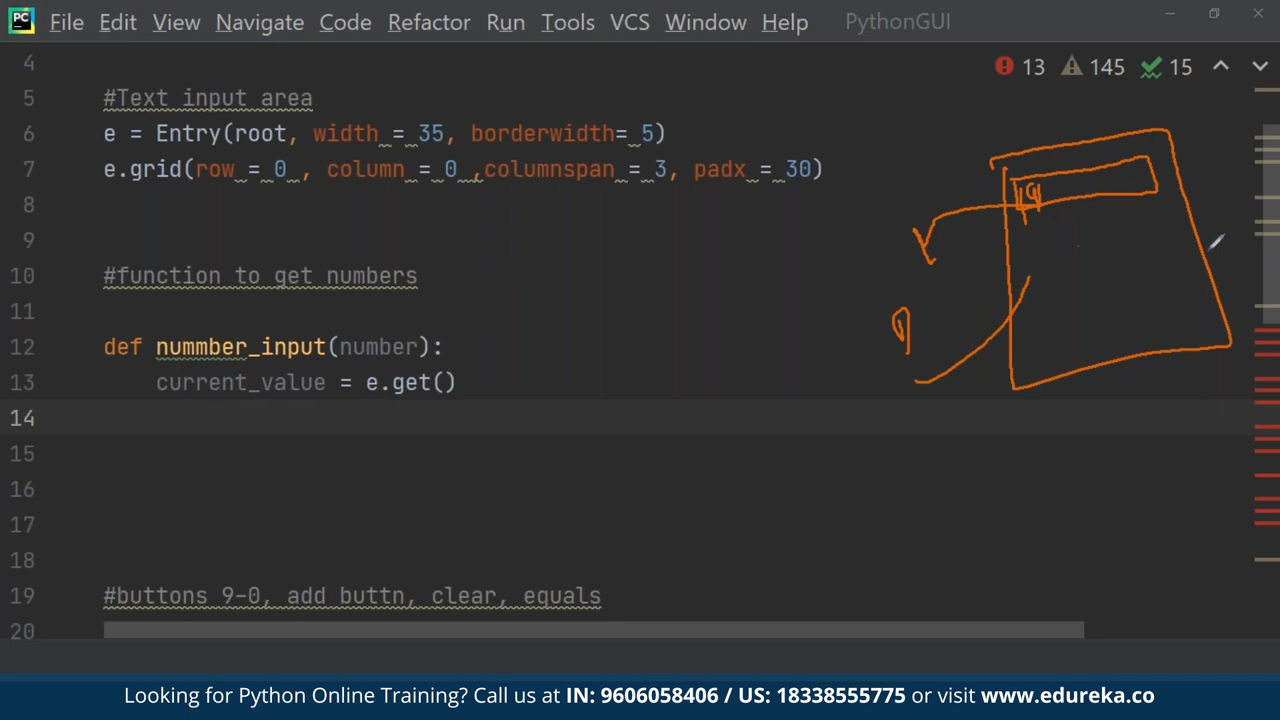 PC File Edit View Navigate Code Refactor Run Tools VCS Window Help PythonGUI
13 145 15
4
5 #Text input area
6 e = Entry(root, width = 35, borderwidth= 5)
7 e.grid(row = 0 , column = 0 ,columnspan = 3, padx = 30)
8
9
10 #function to get numbers
11
12 def nummber_input(number):
13 current_value = e.get()
14
15
16
17
18
19 #buttons 9-0, add buttn, clear, equals
20
Looking for Python Online Training? Call us at IN: 9606058406 / US: 18338555775 or visit www.edureka.co